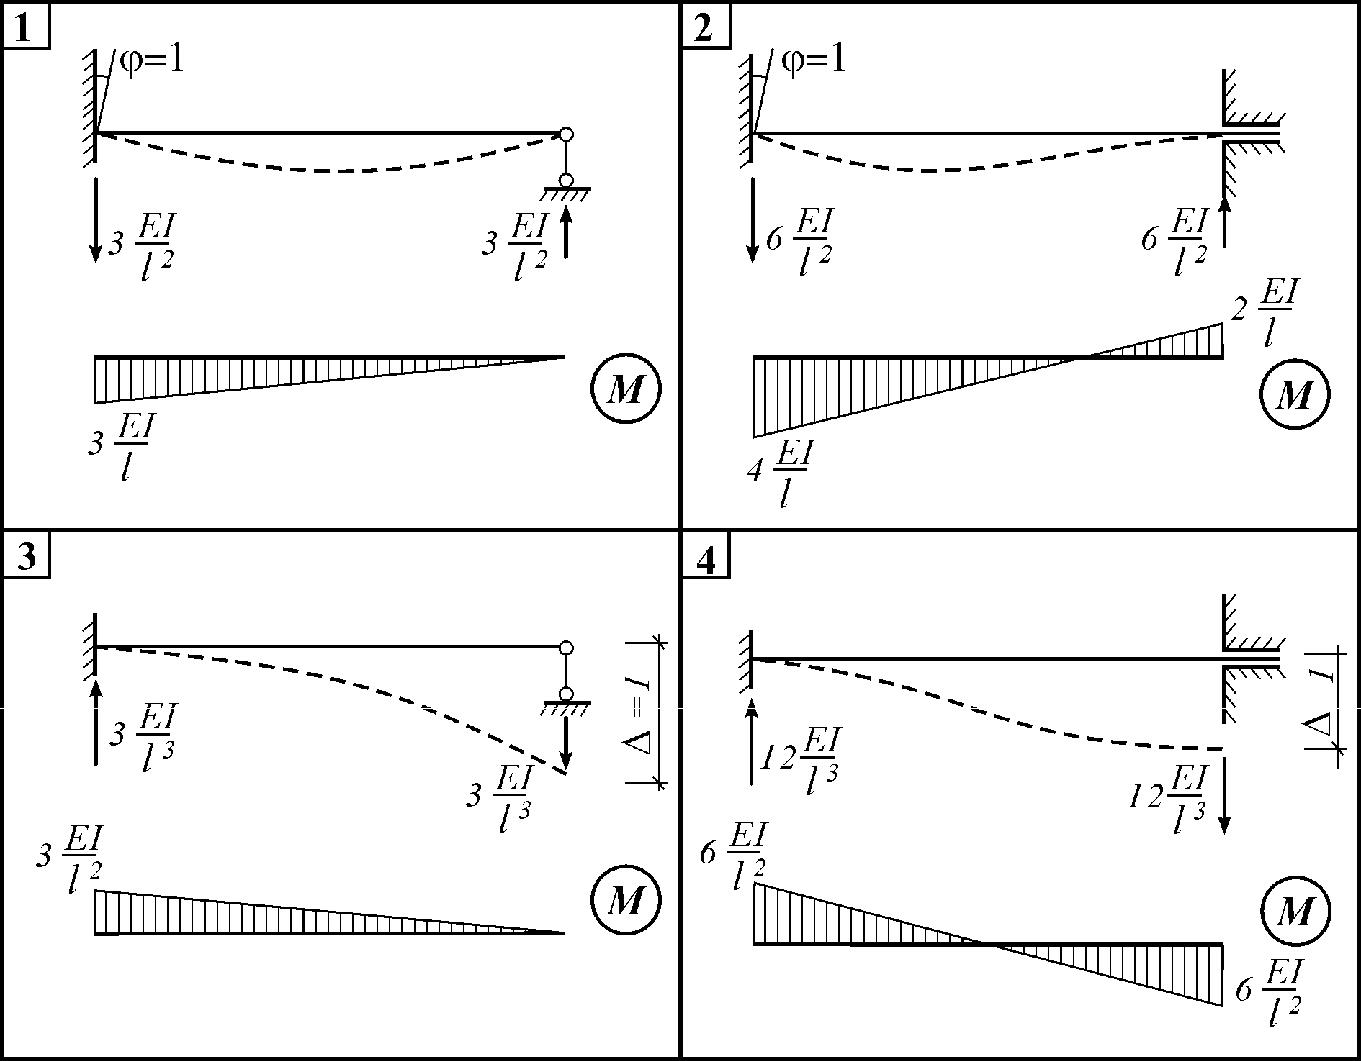 1
φ=1
3 EI/l²
3 EI/l²
3 EI/l
M
2
φ=1
6 EI/l²
6 EI/l²
2 EI/l
4 EI/l
M
3
3 EI/l³
3 EI/l³
Δ = 1
3 EI/l²
M
4
12 EI/l³
12 EI/l³
Δ 1
6 EI/l²
6 EI/l²
M